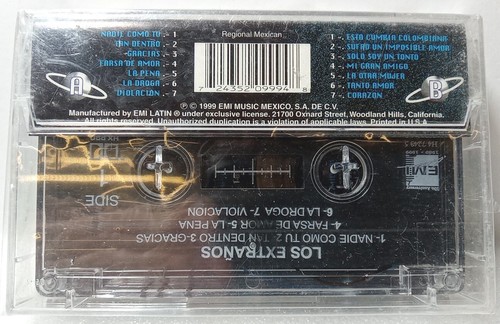 NADIE COMO TU - 1
TAN DENTRO - 2
GRACIAS - 3
FARSA DE AMOR - 4
LA PENA - 5
LA DROGA - 6
VIOLACION - 7
A
Regional Mexican
7 24352 09994 8
1 - ESTA CUMBIA COLOMBIANA
2 - SUEÑO UN IMPOSIBLE AMOR
3 - SOLO SOY UN TONTO
4 - MI GRAN AMIGO
5 - LA OTRA MUJER
6 - TANTO AMOR
7 - CORAZON
B
℗ © 1999 EMI MUSIC MEXICO, S.A. DE C.V.
Manufactured by EMI LATIN ® under exclusive license. 21700 Oxnard Street, Woodland Hills, California.
All rights reserved. Unauthorized duplication is a violation of applicable laws. Printed in U.S.A.
LOS EXTRAÑOS
1- NADIE COMO TU 2- TAN DENTRO 3-GRACIAS
4- FARSA DE AMOR 5- LA PENA
6- LA DROGA 7- VIOLACION
SIDE
EMI